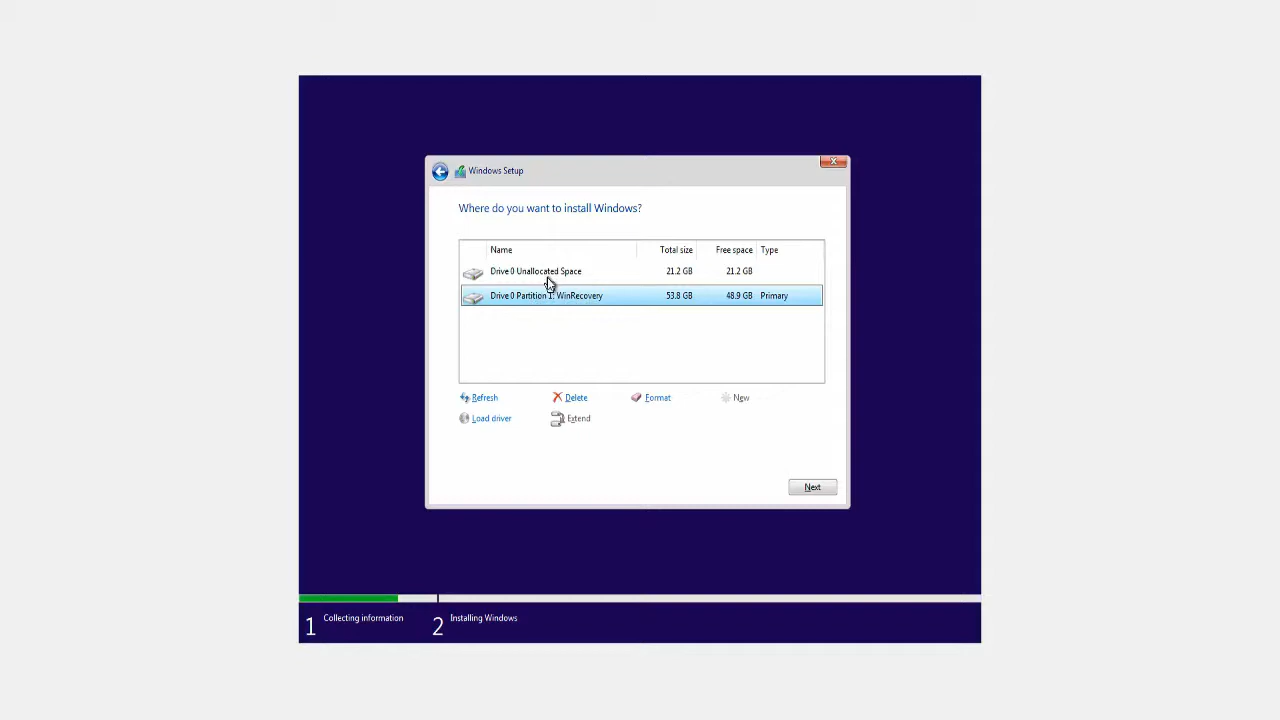 Windows Setup
Where do you want to install Windows?
Name Total size Free space Type
Drive 0 Unallocated Space 21.2 GB 21.2 GB
Drive 0 Partition 1: WinRecovery 53.8 GB 48.9 GB Primary
Refresh Delete Format New
Load driver Extend
Next
1 Collecting information 2 Installing Windows